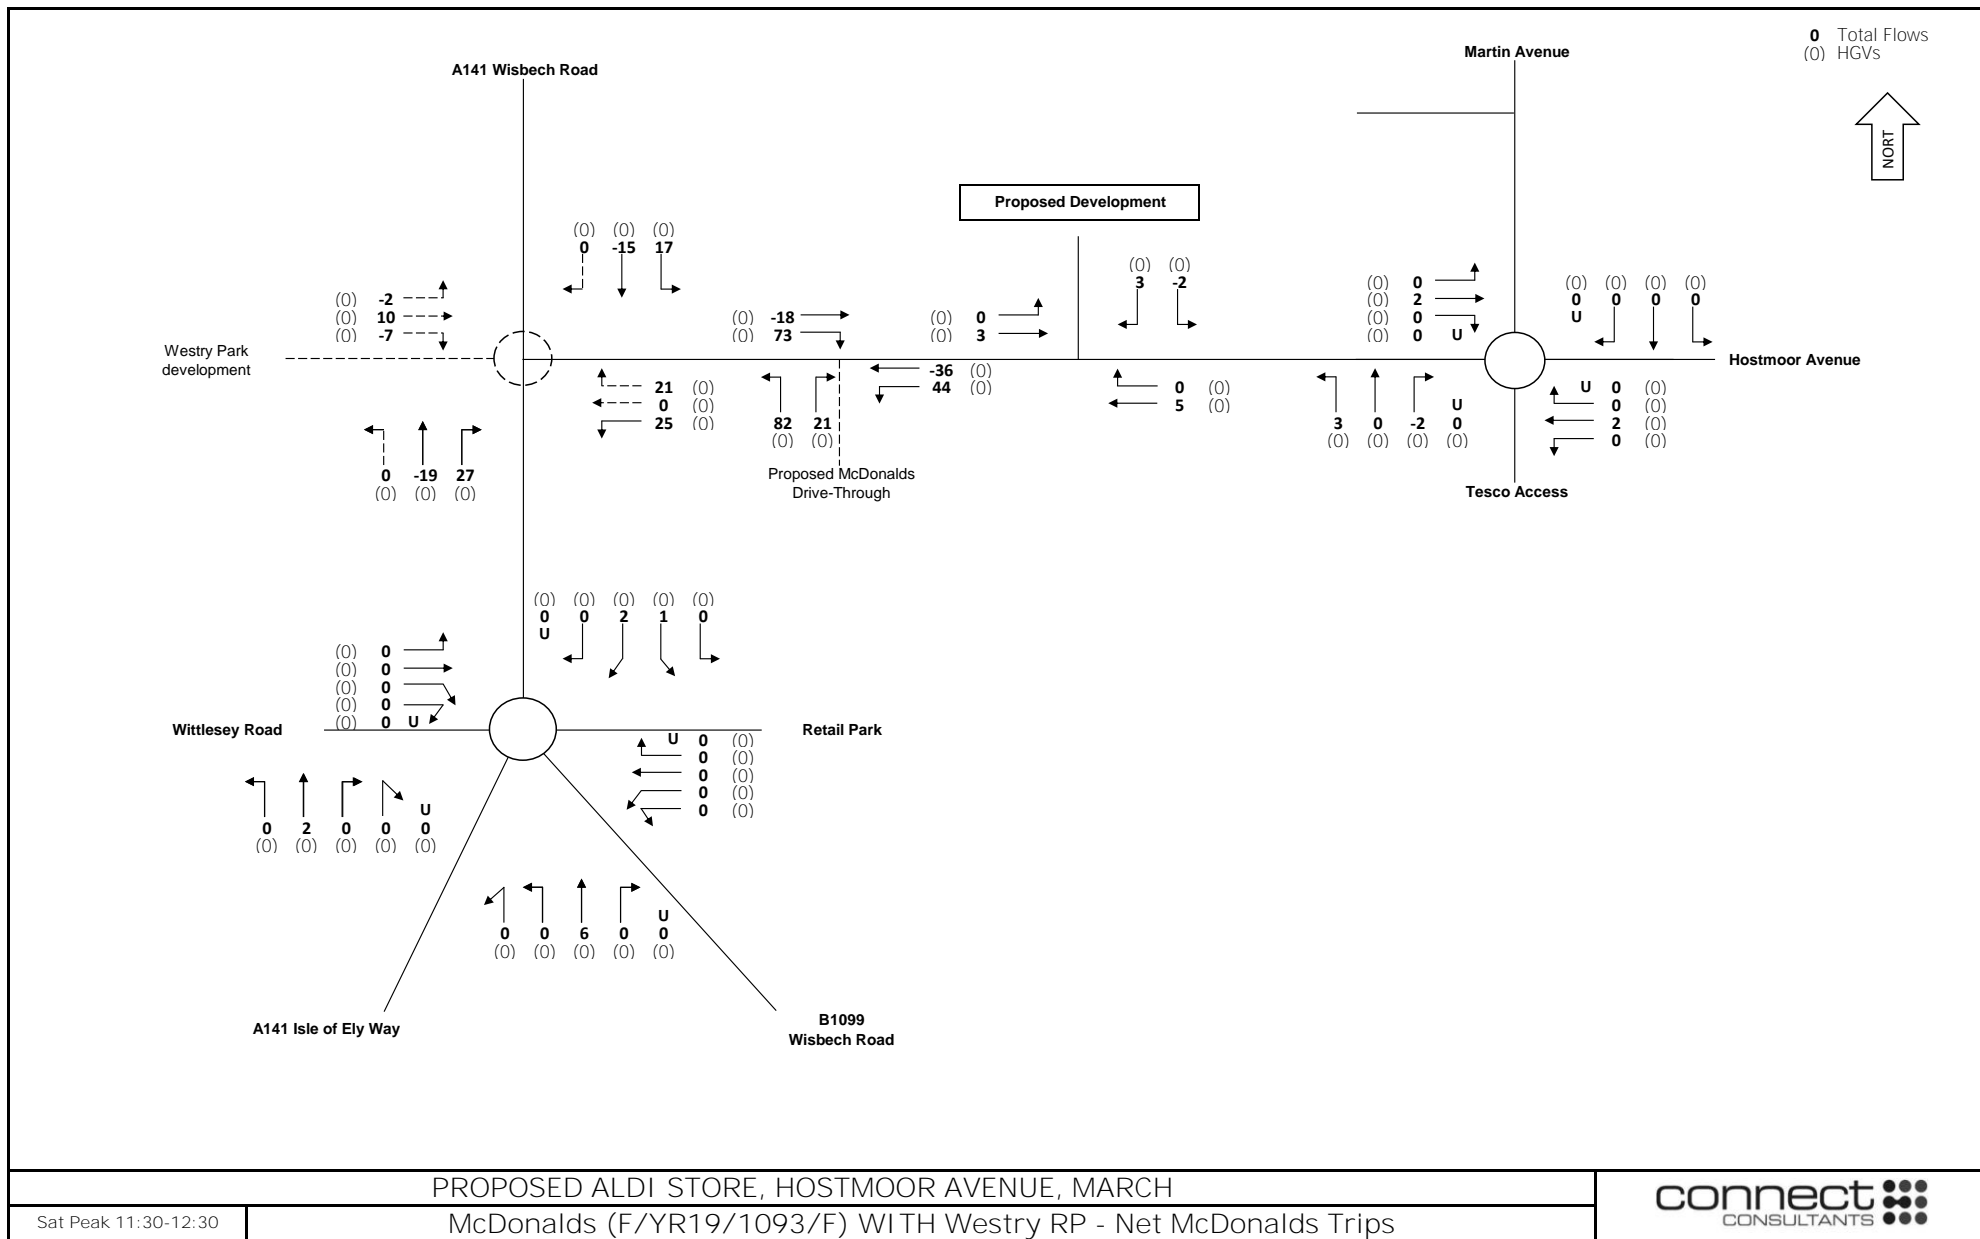 0 Total Flows
(0) HGVs
NORT
A141 Wisbech Road
Martin Avenue
Proposed Development
(0) (0) (0)
0 -15 17
(0) -2
(0) 10
(0) -7
Westry Park
development
(0) -18
(0) 73
(0) 0
(0) 3
(0) (0)
3 -2
(0) 0
(0) 2
(0) 0
(0) 0 U
(0) (0) (0) (0)
0 0 0 0
U
Hostmoor Avenue
21 (0)
0 (0)
25 (0)
82 21
(0) (0)
-36 (0)
44 (0)
0 (0)
5 (0)
U
3 0 -2 0
(0) (0) (0) (0)
U 0 (0)
0 (0)
2 (0)
0 (0)
0 -19 27
(0) (0) (0)
Proposed McDonalds
Drive-Through
Tesco Access
(0) (0) (0) (0) (0)
0 0 2 1 0
U
(0) 0
(0) 0
(0) 0
(0) 0
(0) 0 U
Wittlesey Road
Retail Park
U 0 (0)
0 (0)
0 (0)
0 (0)
0 (0)
U
0 2 0 0 0
(0) (0) (0) (0) (0)
U
0 0 6 0 0
(0) (0) (0) (0) (0)
A141 Isle of Ely Way
B1099
Wisbech Road
PROPOSED ALDI STORE, HOSTMOOR AVENUE, MARCH
Sat Peak 11:30-12:30
McDonalds (F/YR19/1093/F) WITH Westry RP - Net McDonalds Trips
connect
CONSULTANTS